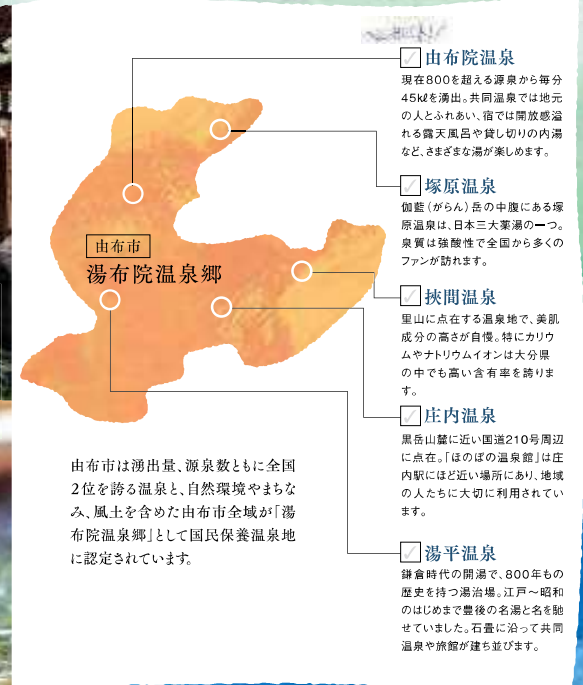 由布院温泉
現在800を超える源泉から毎分
45㎘を湧出。共同温泉では地元
の人とふれあい、宿では開放感溢
れる露天風呂や貸し切りの内湯
など、さまざまな湯が楽しめます。
塚原温泉
伽藍（がらん）岳の中腹にある塚
原温泉は、日本三大薬湯の一つ。
泉質は強酸性で全国から多くの
ファンが訪れます。
由布市
湯布院温泉郷
挾間温泉
里山に点在する温泉地で、美肌
成分の高さが自慢。特にカリウ
ムやナトリウムイオンは大分県
の中でも高い含有率を誇りま
す。
庄内温泉
黒岳山麓に近い国道210号周辺
に点在。「ほのぼの温泉館」は庄
内駅にほど近い場所にあり、地域
の人たちに大切に利用されてい
ます。
由布市は湧出量、源泉数ともに全国
2位を誇る温泉と、自然環境やまちな
み、風土を含めた由布市全域が「湯
布院温泉郷」として国民保養温泉地
に認定されています。
湯平温泉
鎌倉時代の開湯で、800年もの
歴史を持つ湯治場。江戸～昭和
のはじめまで豊後の名湯と名を馳
せていました。石畳に沿って共同
温泉や旅館が建ち並びます。